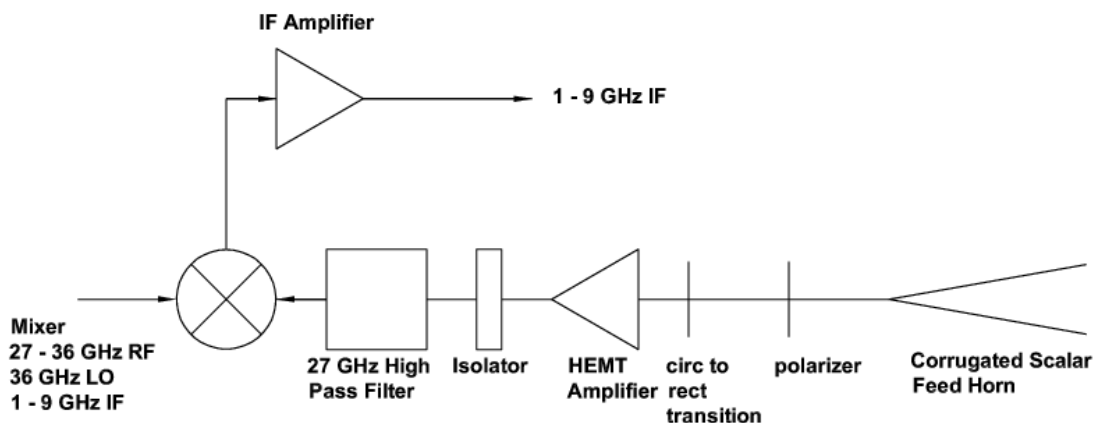 IF Amplifier
1 - 9 GHz IF
Mixer
27 - 36 GHz RF
36 GHz LO
1 - 9 GHz IF
27 GHz High
Pass Filter
Isolator
HEMT
Amplifier
circ to
rect
transition
polarizer
Corrugated Scalar
Feed Horn